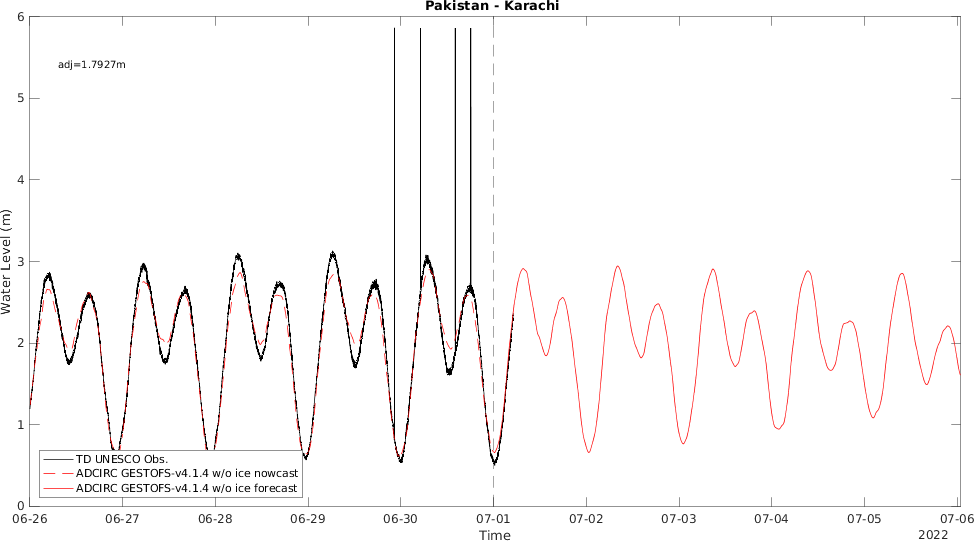 Pakistan - Karachi
6
adj=1.7927m
5
4
3
2
1
0
Water Level (m)
TD UNESCO Obs.
ADCIRC GESTOFS-v4.1.4 w/o ice nowcast
ADCIRC GESTOFS-v4.1.4 w/o ice forecast
06-26 06-27 06-28 06-29 06-30 07-01 07-02 07-03 07-04 07-05 07-06
Time
2022